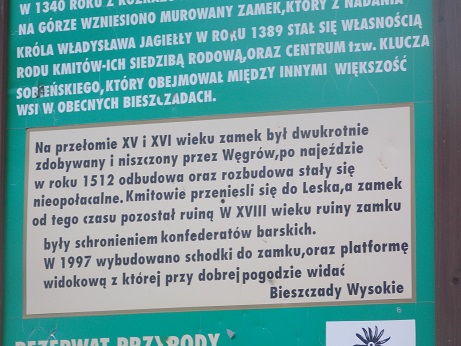 W 1340 ROKU Z
NA GÓRZE WZNIESIONO MUROWANY ZAMEK,KTÓRY Z NADANIA
KRÓLA WŁADYSŁAWA JAGIEŁŁY W ROKU 1389 STAŁ SIĘ WŁASNOŚCIĄ
RODU KMITÓW-ICH SIEDZIBĄ RODOWĄ,ORAZ CENTRUM tzw. KLUCZA
SOBIEŃSKIEGO,KTÓRY OBEJMOWAŁ MIĘDZY INNYMI WIĘKSZOŚĆ
WSI W OBECNYCH BIESZCZADACH.
Na przełomie XV i XVI wieku zamek był dwukrotnie
zdobywany i niszczony przez Węgrów,po najeździe
w roku 1512 odbudowa oraz rozbudowa stały się
nieopołacalne.Kmitowie przenięsli się do Leska,a zamek
od tego czasu pozostał ruiną W XVIII wieku ruiny zamku
były schronieniem konfederatów barskich.
W 1997 wybudowano schodki do zamku,oraz platformę
widokową z której przy dobrej pogodzie widać
Bieszczady Wysokie
REZERWAT PRZYRODY